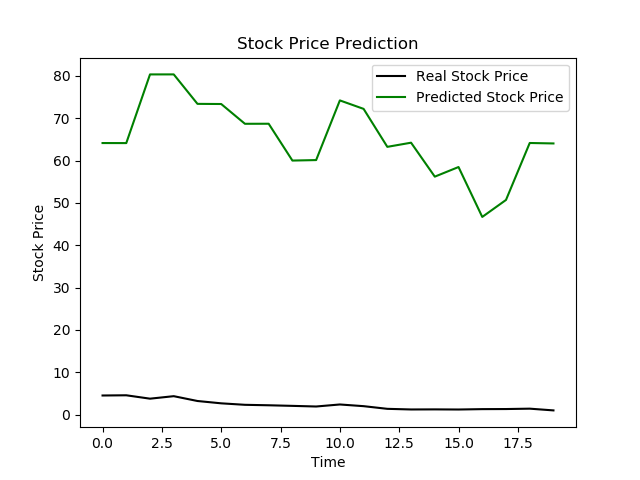 Stock Price Prediction
Real Stock Price
Predicted Stock Price
80
70
60
50
40
30
20
10
0
Stock Price
0.0 2.5 5.0 7.5 10.0 12.5 15.0 17.5
Time